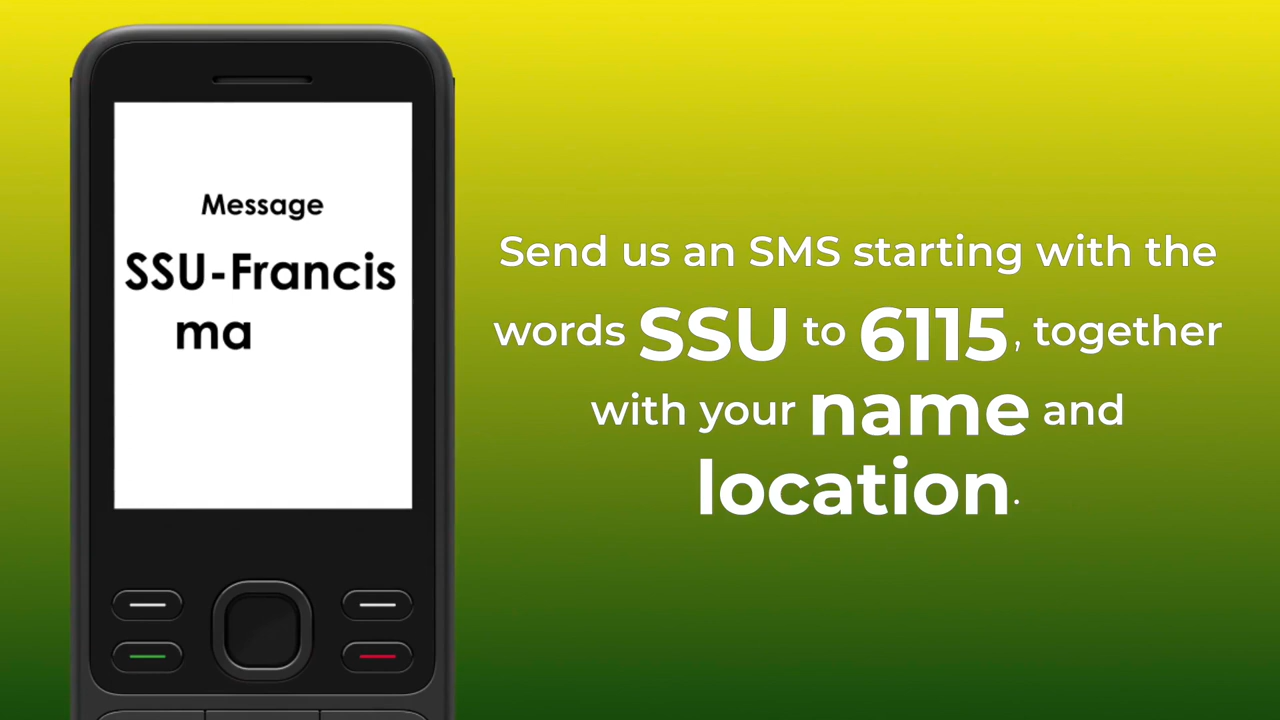 Message
SSU-Francis
ma
Send us an SMS starting with the
words SSU to 6115, together
with your name and
location.